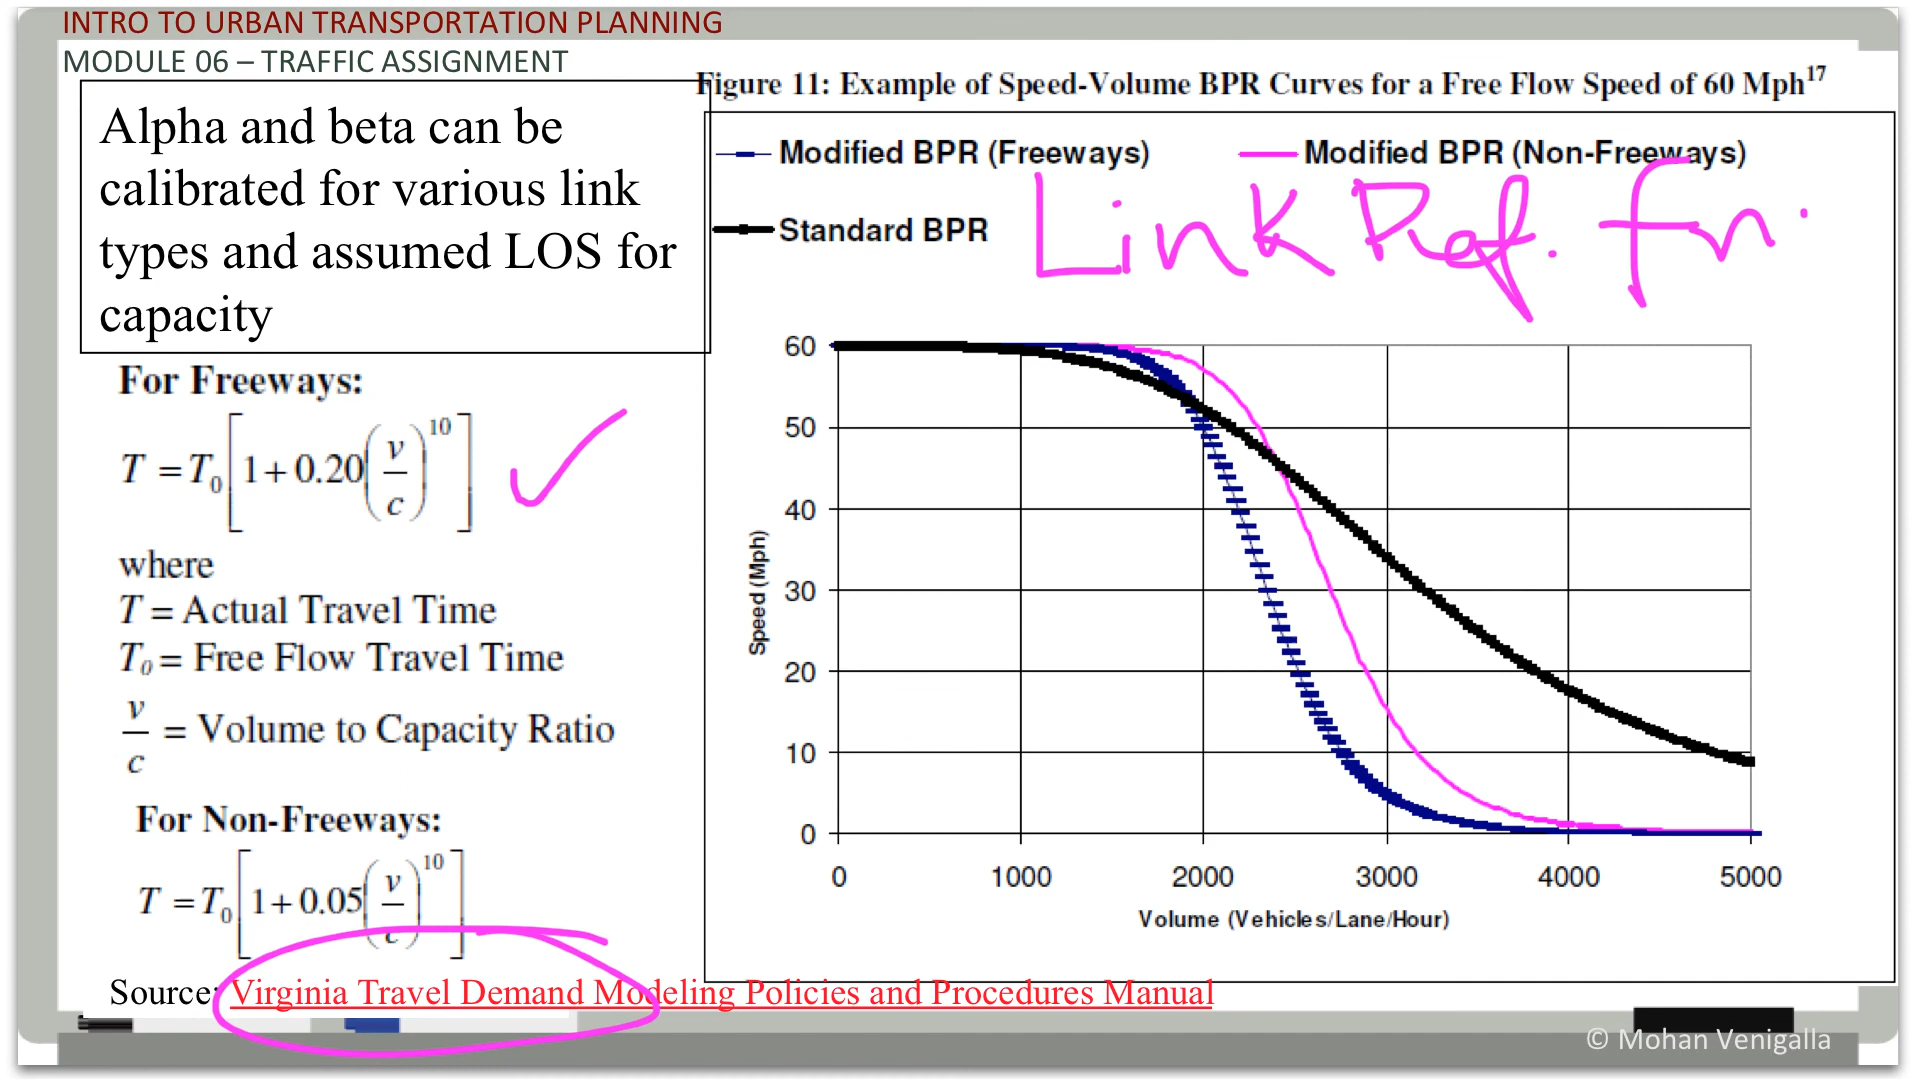 INTRO TO URBAN TRANSPORTATION PLANNING
MODULE 06 – TRAFFIC ASSIGNMENT
Alpha and beta can be
calibrated for various link
types and assumed LOS for
capacity
For Freeways:
T = T₀[1+0.20(v/c)¹⁰]
where
T = Actual Travel Time
T₀ = Free Flow Travel Time
v/c = Volume to Capacity Ratio
For Non-Freeways:
T = T₀[1+0.05(v/c)¹⁰]
Source: Virginia Travel Demand Modeling Policies and Procedures Manual
Figure 11: Example of Speed-Volume BPR Curves for a Free Flow Speed of 60 Mph¹⁷
Modified BPR (Freeways)
Modified BPR (Non-Freeways)
Standard BPR
Link Pref. fn.
Speed (Mph)
60
50
40
30
20
10
0
0 1000 2000 3000 4000 5000
Volume (Vehicles/Lane/Hour)
© Mohan Venigalla